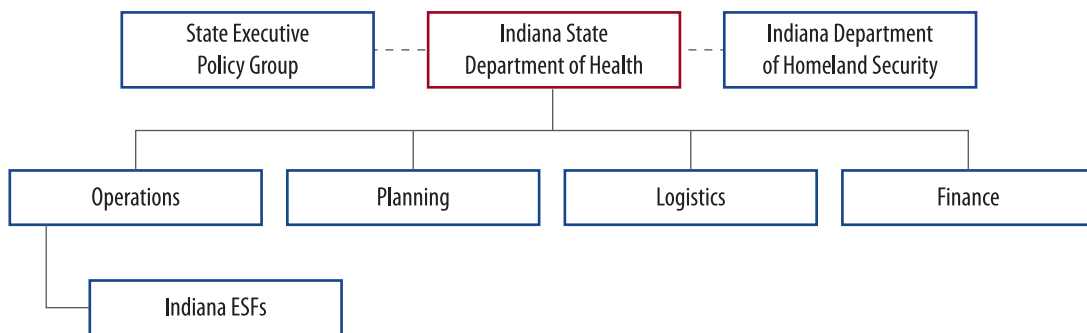 State Executive
Policy Group
Indiana State
Department of Health
Indiana Department
of Homeland Security
Operations
Planning
Logistics
Finance
Indiana ESFs